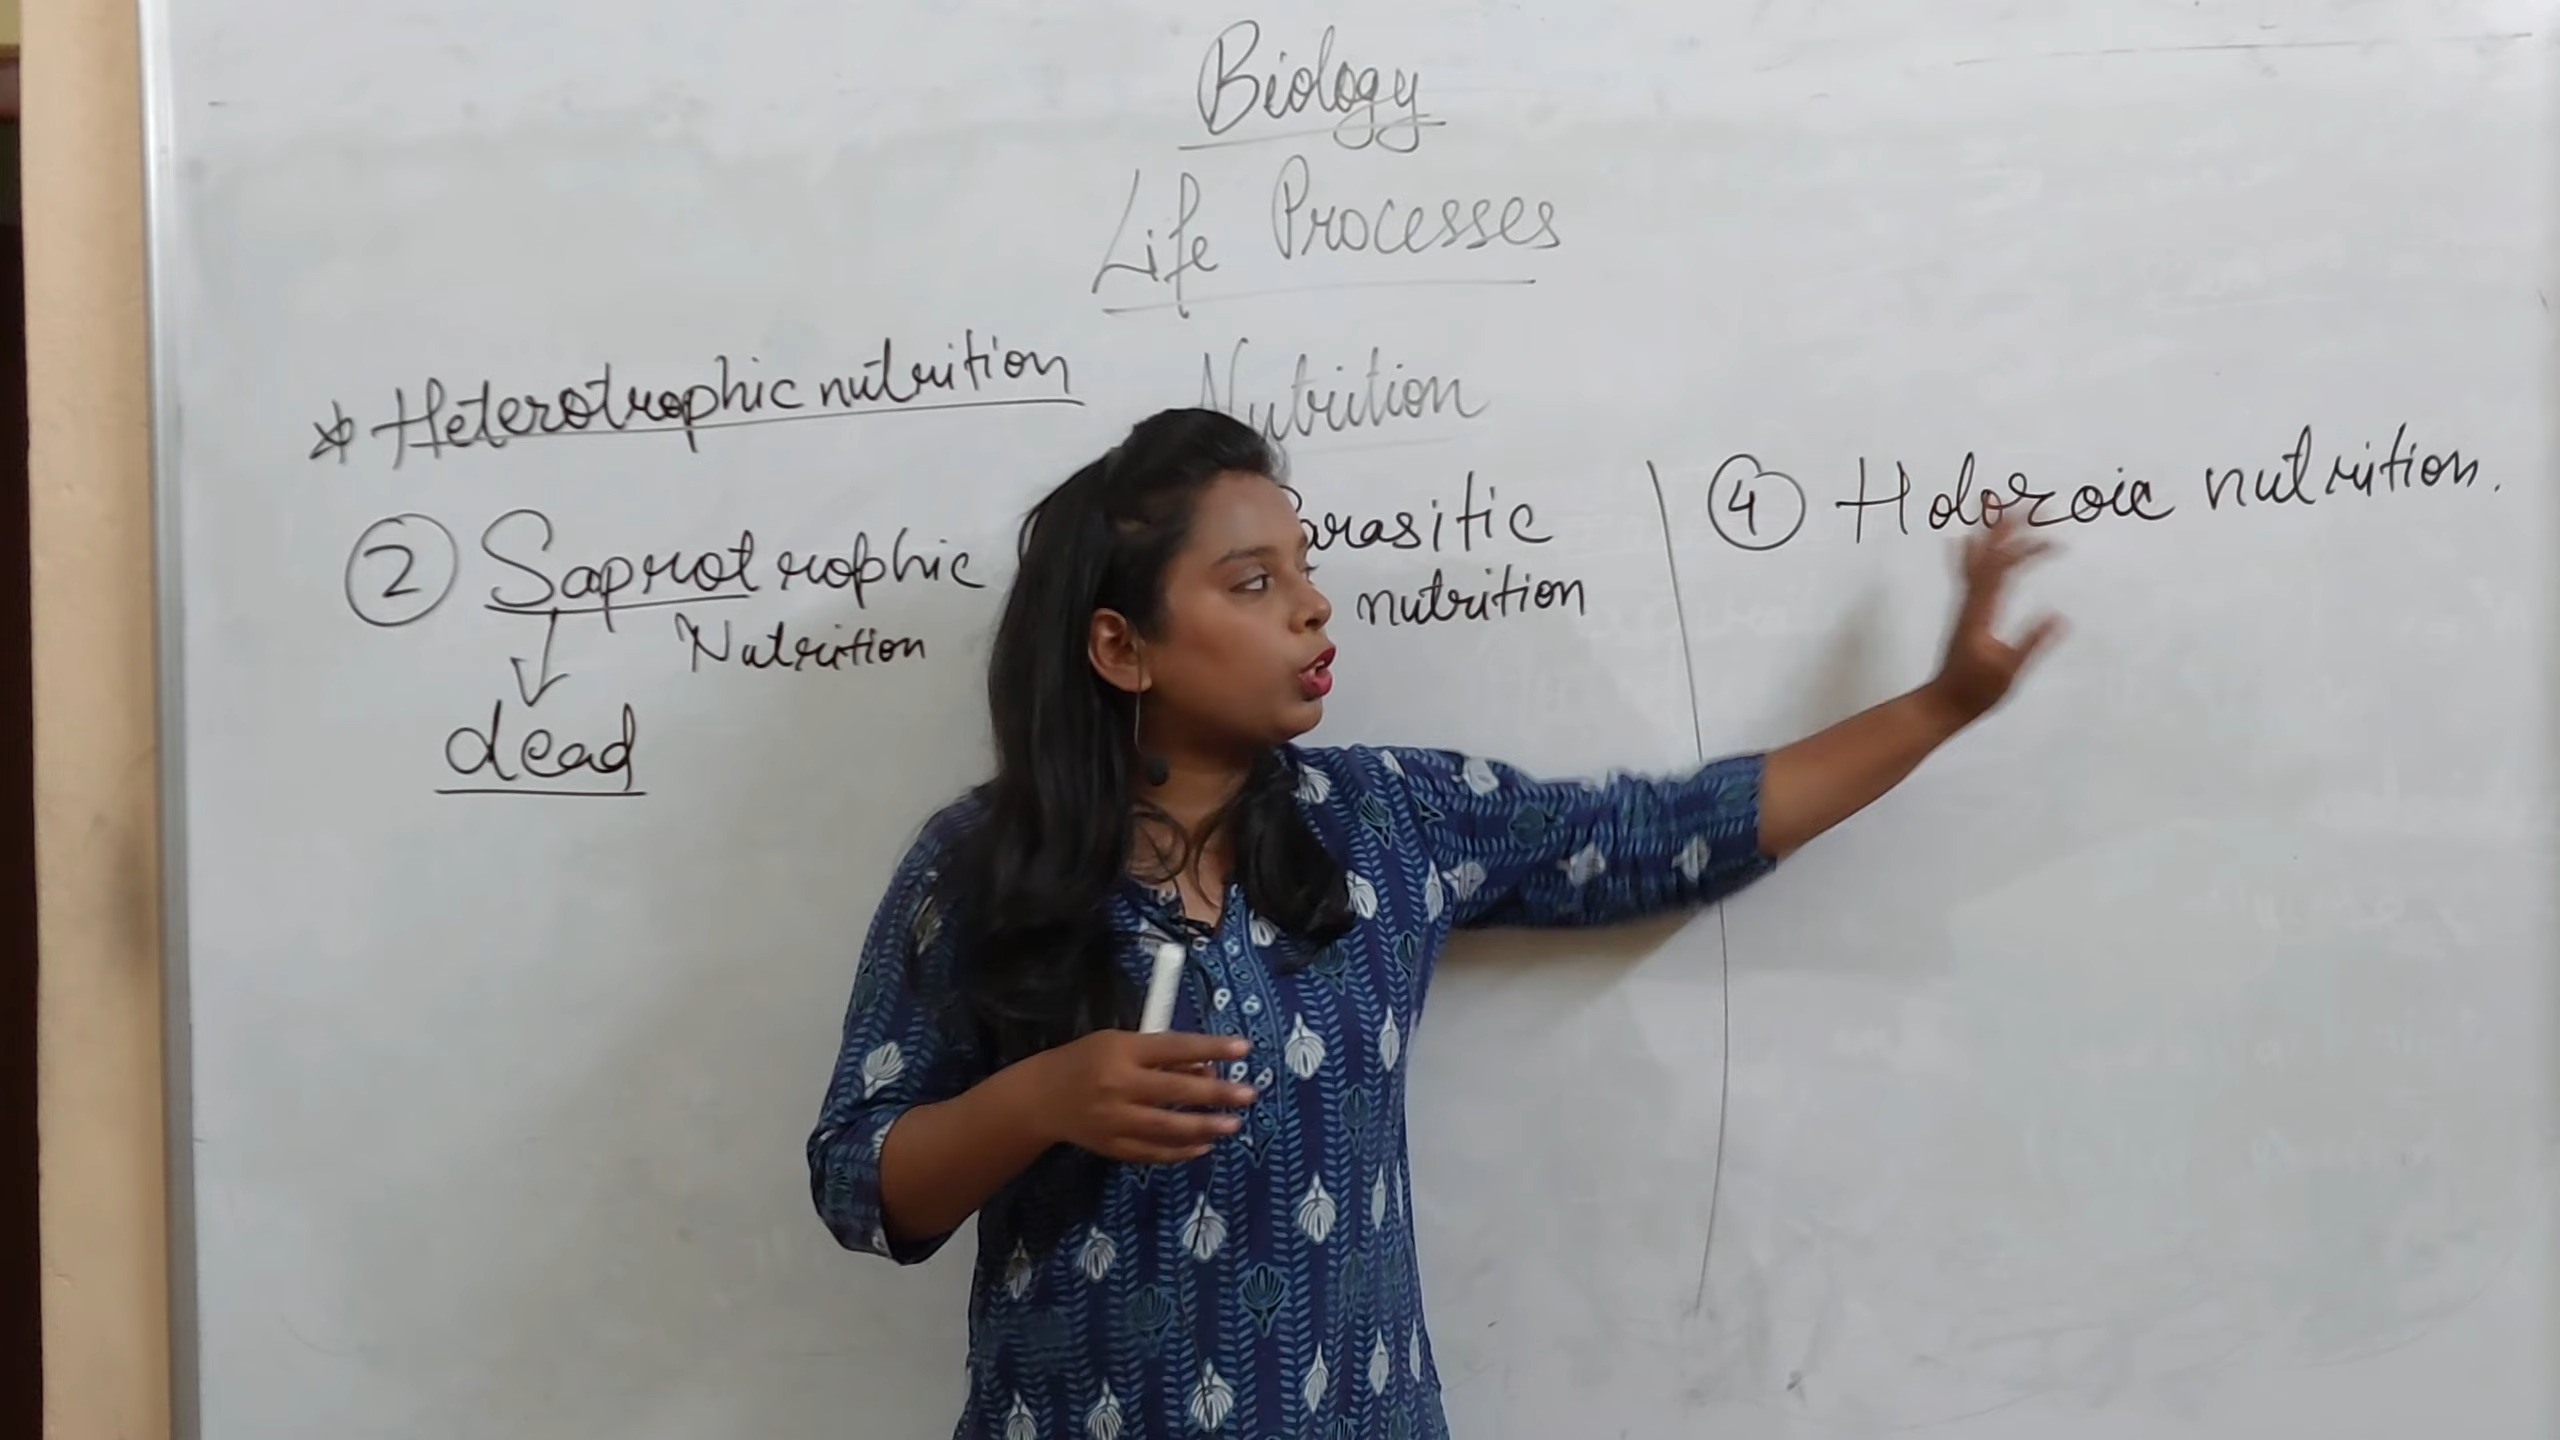 Biology
Life Processes
Nutrition
* Heterotrophic nutrition
② Saprotrophic
Nutrition
↓
dead
Parasitic
nutrition
④ Holozoic nutrition.